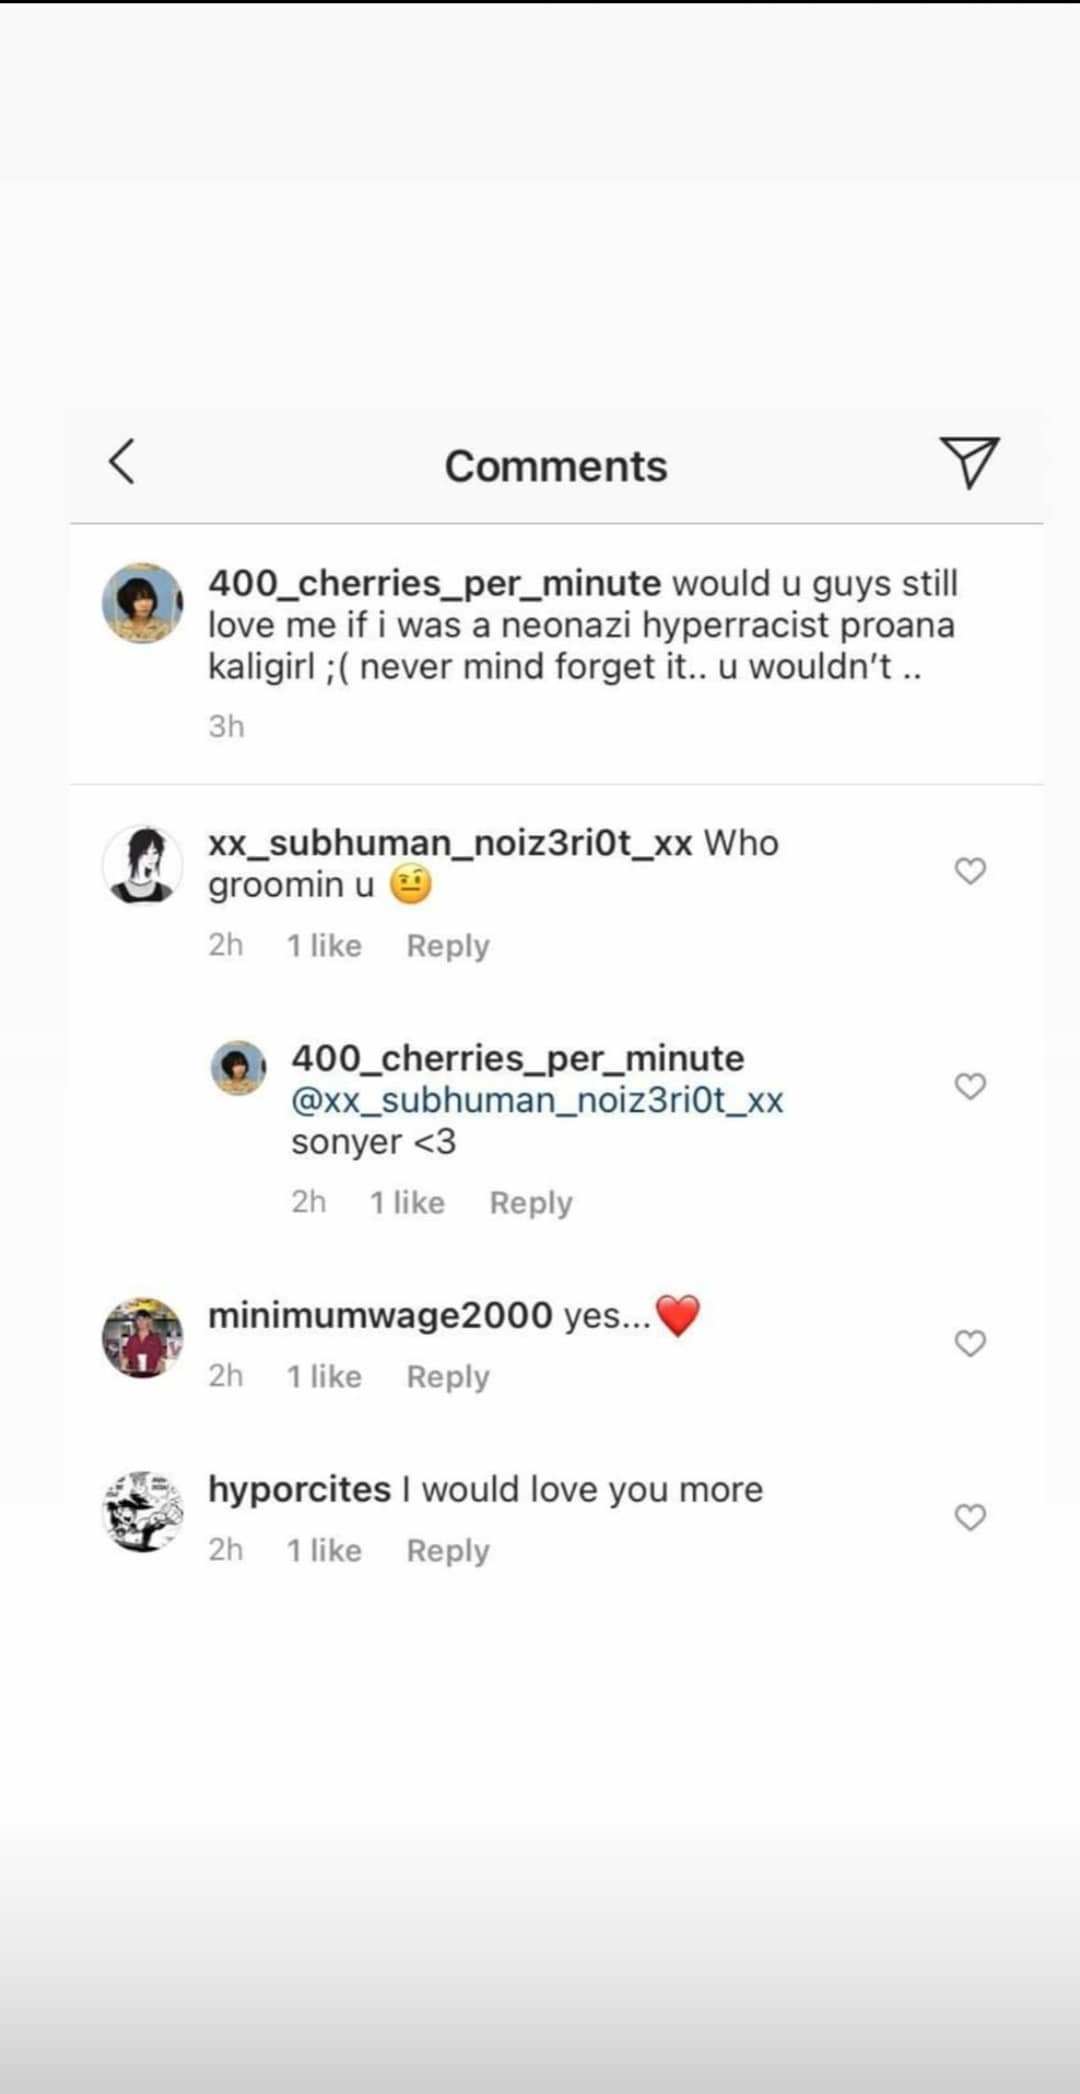 Comments
400_cherries_per_minute would u guys still
love me if i was a neonazi hyperracist proana
kaligirl ;( never mind forget it.. u wouldn't ..
3h
xx_subhuman_noiz3ri0t_xx Who
groomin u 🤨
2h 1 like Reply
400_cherries_per_minute
@xx_subhuman_noiz3ri0t_xx
sonyer <3
2h 1 like Reply
minimumwage2000 yes...❤️
2h 1 like Reply
hyporcites I would love you more
2h 1 like Reply